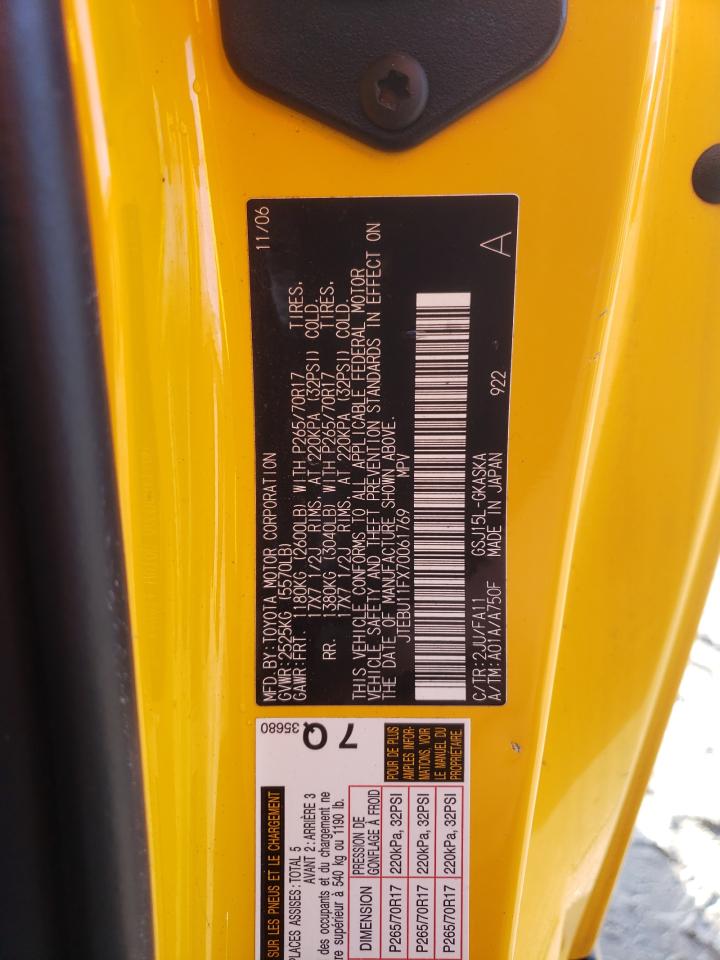 MFD. BY: TOYOTA MOTOR CORPORATION 11/06
GVWR: 2525KG (5570LB)
GAWR: FRT. 1180KG (2600LB) WITH P265/70R17 TIRES,
17X7 1/2J RIMS, AT 220KPA (32PSI) COLD.
RR. 1380KG (3040LB) WITH P265/70R17 TIRES,
17X7 1/2J RIMS, AT 220KPA (32PSI) COLD.
THIS VEHICLE CONFORMS TO ALL APPLICABLE FEDERAL MOTOR
VEHICLE SAFETY AND THEFT PREVENTION STANDARDS IN EFFECT ON
THE DATE OF MANUFACTURE SHOWN ABOVE.
JTEBU11FX70061769 MPV
C/TR: 2JU/FA11 GSJ15L-GKASKA
A/TM: A01A/A750F MADE IN JAPAN 922 A
35680
7 Q
SUR LES PNEUS ET LE CHARGEMENT
PLACES ASSISES: TOTAL 5
AVANT 2: ARRIÈRE 3
des occupants et du chargement ne
supérieur à 540 kg ou 1190 lb.
DIMENSION
PRESSION DE
GONFLAGE À FROID
POUR DE PLUS
AMPLES INFOR-
MATIONS, VOIR
LE MANUEL DU
PROPRIÉTAIRE.
P265/70R17 220kPa, 32PSI
P265/70R17 220kPa, 32PSI
P265/70R17 220kPa, 32PSI